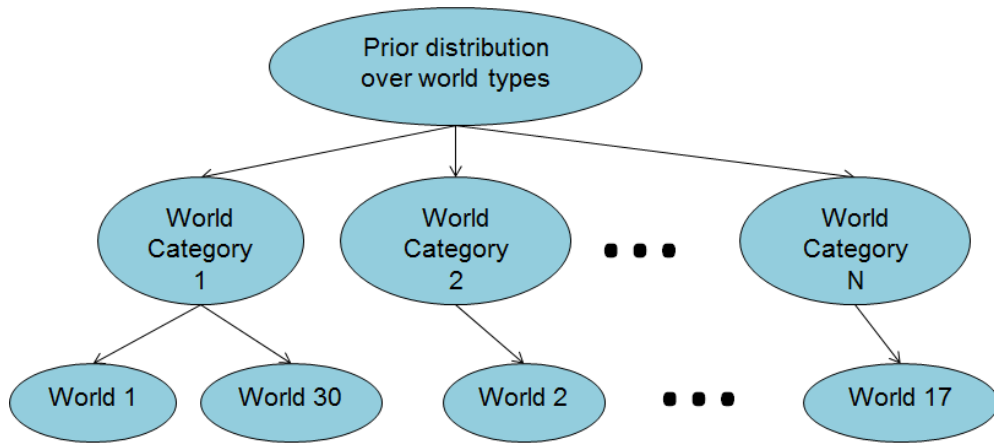 Prior distribution
over world types
World
Category
1
World
Category
2
World
Category
N
World 1
World 30
World 2
World 17